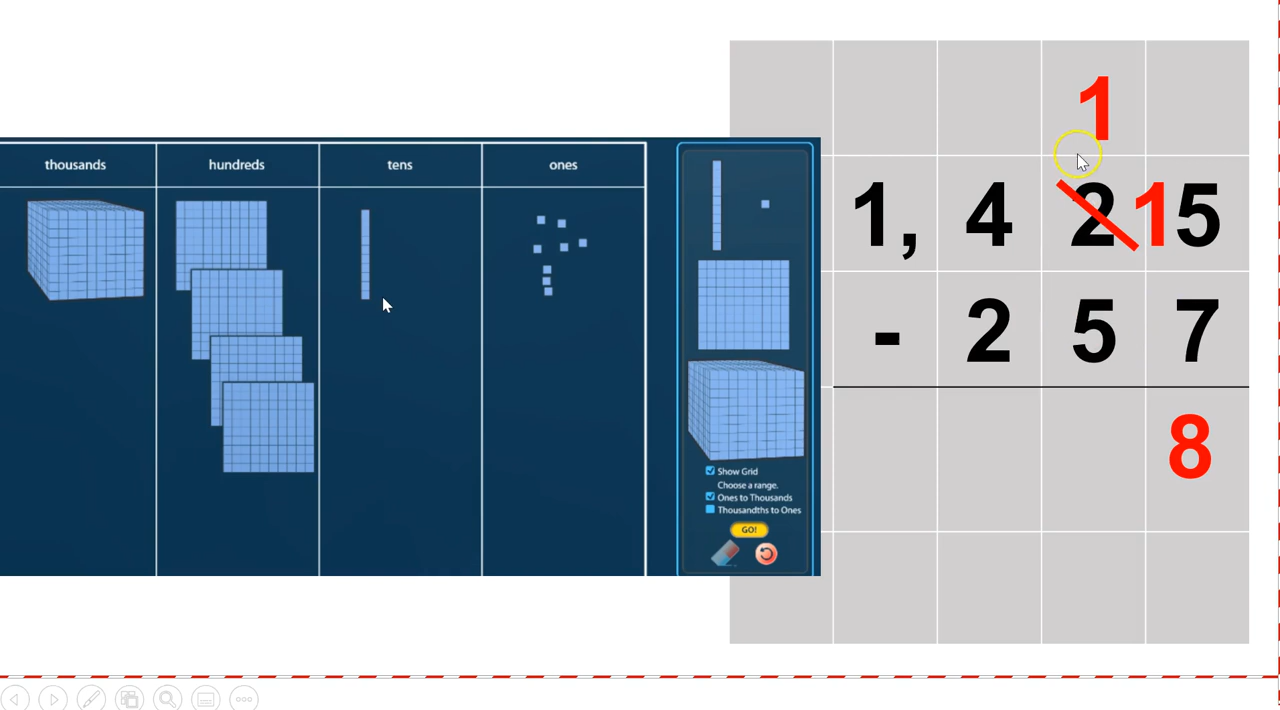 thousands hundreds tens ones
Show Grid
Choose a range.
Ones to Thousands
Thousandths to Ones
GO!
1
1, 4 2 15
- 2 5 7
8